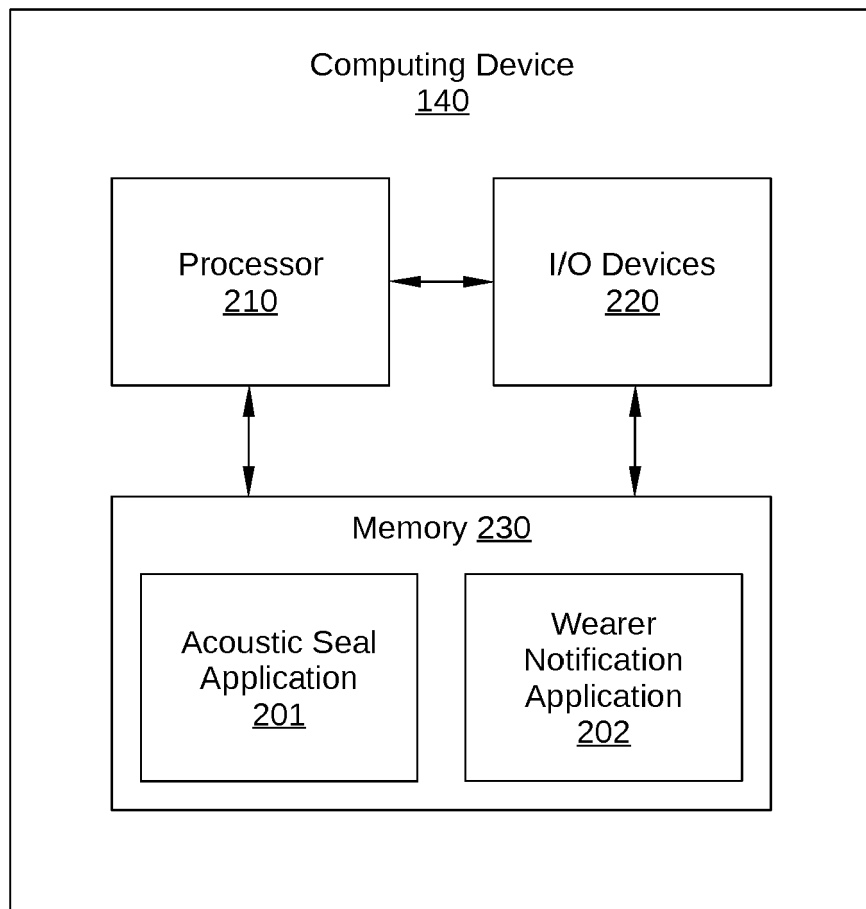 Computing Device
140
Processor
210
I/O Devices
220
Memory 230
Acoustic Seal
Application
201
Wearer
Notification
Application
202